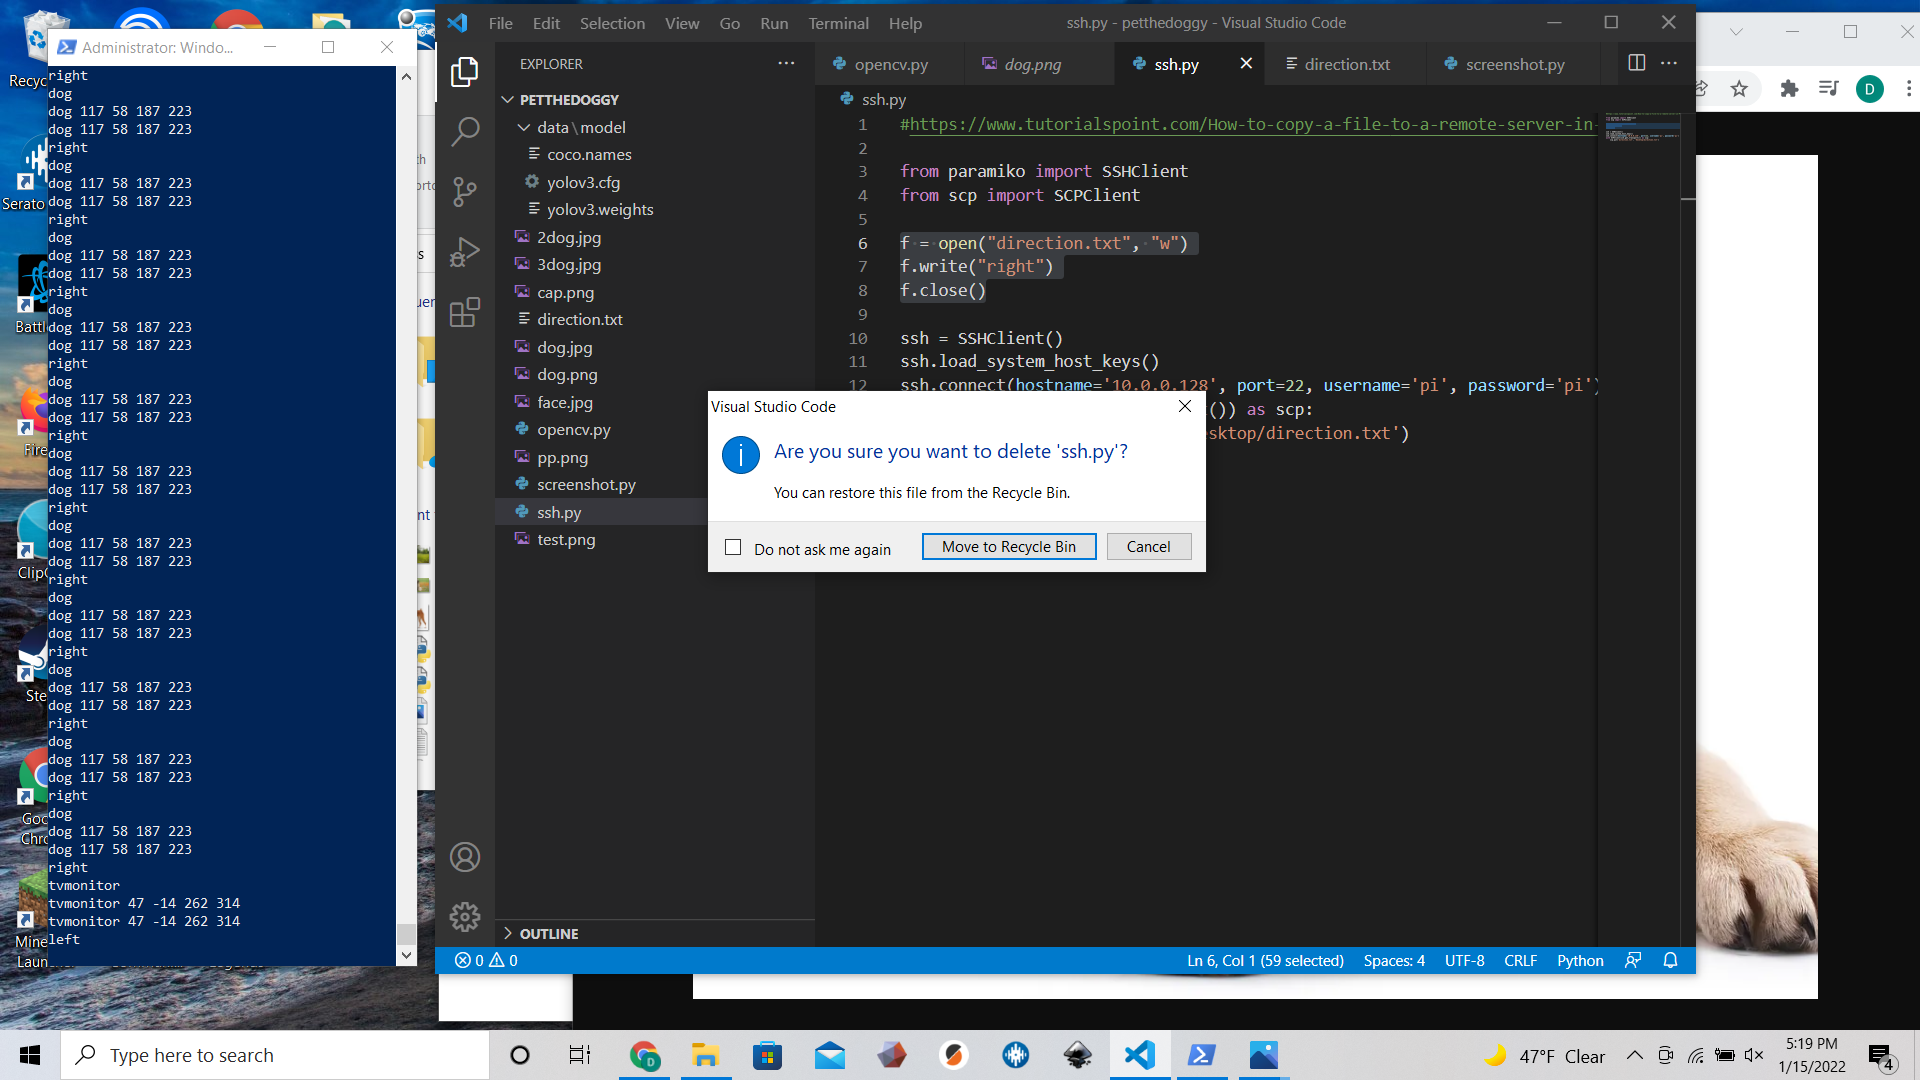 Recyc
Serato
Battl
Fire
ClipC
Ste
Goo
Chro
Mine
Laun
Administrator: Windo...
right
dog
dog 117 58 187 223
dog 117 58 187 223
right
dog
dog 117 58 187 223
dog 117 58 187 223
right
dog
dog 117 58 187 223
dog 117 58 187 223
right
dog
dog 117 58 187 223
dog 117 58 187 223
right
dog
dog 117 58 187 223
dog 117 58 187 223
right
dog
dog 117 58 187 223
dog 117 58 187 223
right
dog
dog 117 58 187 223
dog 117 58 187 223
right
dog
dog 117 58 187 223
dog 117 58 187 223
right
dog
dog 117 58 187 223
dog 117 58 187 223
right
dog
dog 117 58 187 223
dog 117 58 187 223
right
dog
dog 117 58 187 223
dog 117 58 187 223
right
tvmonitor
tvmonitor 47 -14 262 314
tvmonitor 47 -14 262 314
left
File Edit Selection View Go Run Terminal Help
ssh.py - petthedoggy - Visual Studio Code
EXPLORER
PETTHEDOGGY
data\model
coco.names
yolov3.cfg
yolov3.weights
2dog.jpg
3dog.jpg
cap.png
direction.txt
dog.jpg
dog.png
face.jpg
opencv.py
pp.png
screenshot.py
ssh.py
test.png
OUTLINE
opencv.py dog.png ssh.py direction.txt screenshot.py
ssh.py
1 #https://www.tutorialspoint.com/How-to-copy-a-file-to-a-remote-server-in-
2
3 from paramiko import SSHClient
4 from scp import SCPClient
5
6 f = open("direction.txt", "w")
7 f.write("right")
8 f.close()
9
10 ssh = SSHClient()
11 ssh.load_system_host_keys()
12 ssh.connect(hostname='10.0.0.128', port=22, username='pi', password='pi')
()) as scp:
sktop/direction.txt')
Visual Studio Code
Are you sure you want to delete 'ssh.py'?
You can restore this file from the Recycle Bin.
Do not ask me again
Move to Recycle Bin
Cancel
0 0
Ln 6, Col 1 (59 selected) Spaces: 4 UTF-8 CRLF Python
D
Type here to search
D
47°F Clear
5:19 PM
1/15/2022
4